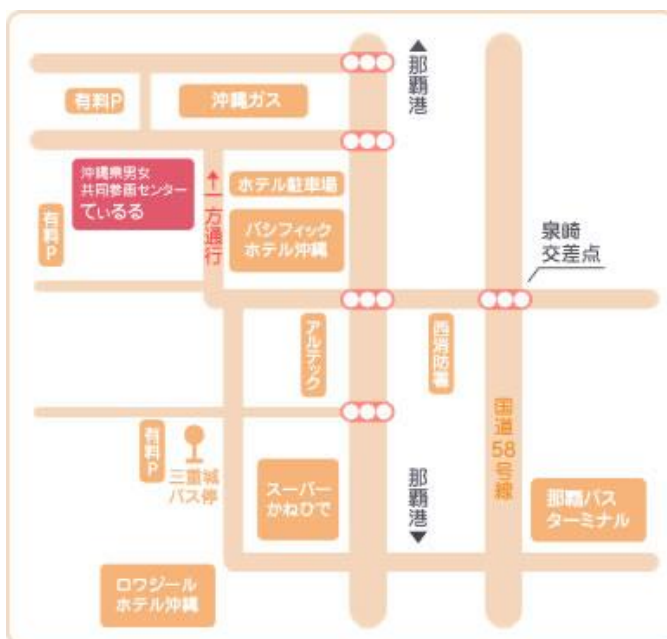 ▲那覇港
有料P
沖縄ガス
沖縄県男女
共同参画センター
ているる
↑一方通行
ホテル駐車場
有料P
パシフィック
ホテル沖縄
泉崎
交差点
アルテック
西消防署
国道58号線
有料P
三重城
バス停
スーパー
かねひで
那覇港▼
那覇バス
ターミナル
ロワジール
ホテル沖縄